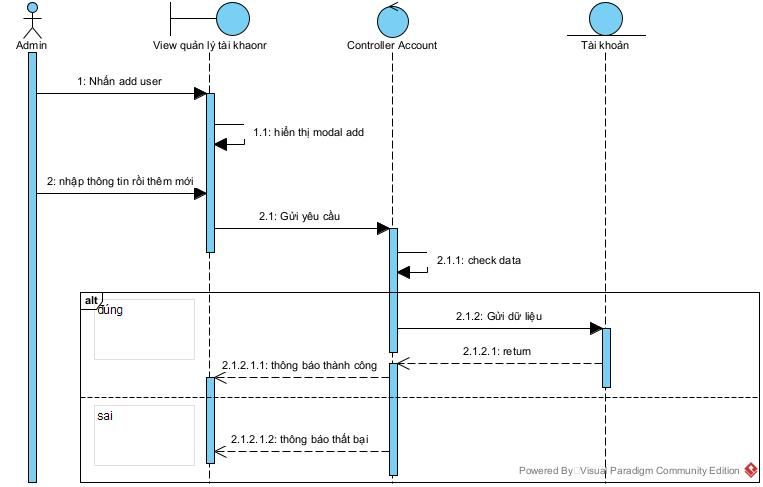 Admin
View quản lý tài khaonr
Controller Account
Tài khoản
1: Nhấn add user
1.1: hiển thị modal add
2: nhập thông tin rồi thêm mới
2.1: Gửi yêu cầu
2.1.1: check data
alt
đúng
2.1.2: Gửi dữ liệu
2.1.2.1: return
2.1.2.1.1: thông báo thành công
sai
2.1.2.1.2: thông báo thất bại
Powered By Visual Paradigm Community Edition